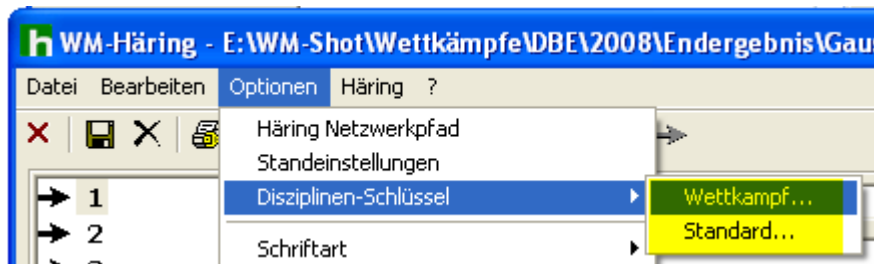 h WM-Häring - E:\WM-Shot\Wettkämpfe\DBE\2008\Endergebnis\Gau
Datei Bearbeiten Optionen Häring ?
Häring Netzwerkpfad
Standeinstellungen
1
Disziplinen-Schlüssel
Wettkampf...
2
Standard...
Schriftart